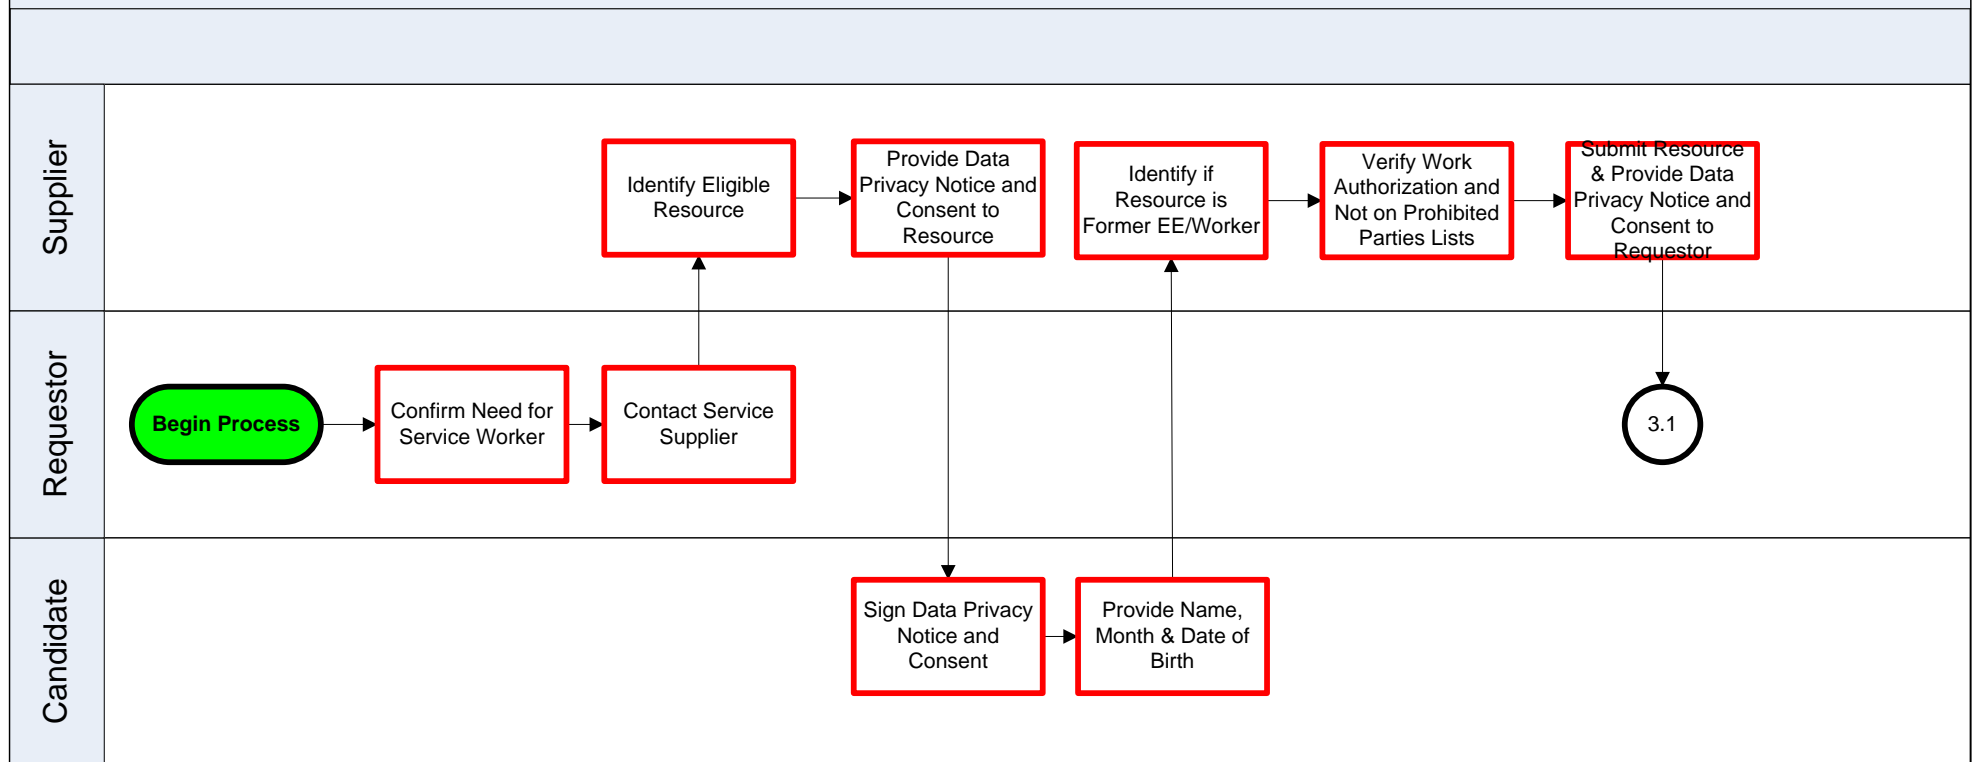 Supplier
Identify Eligible
Resource
Provide Data
Privacy Notice and
Consent to
Resource
Identify if
Resource is
Former EE/Worker
Verify Work
Authorization and
Not on Prohibited
Parties Lists
Submit Resource
& Provide Data
Privacy Notice and
Consent to
Requestor
Requestor
Begin Process
Confirm Need for
Service Worker
Contact Service
Supplier
3.1
Candidate
Sign Data Privacy
Notice and
Consent
Provide Name,
Month & Date of
Birth